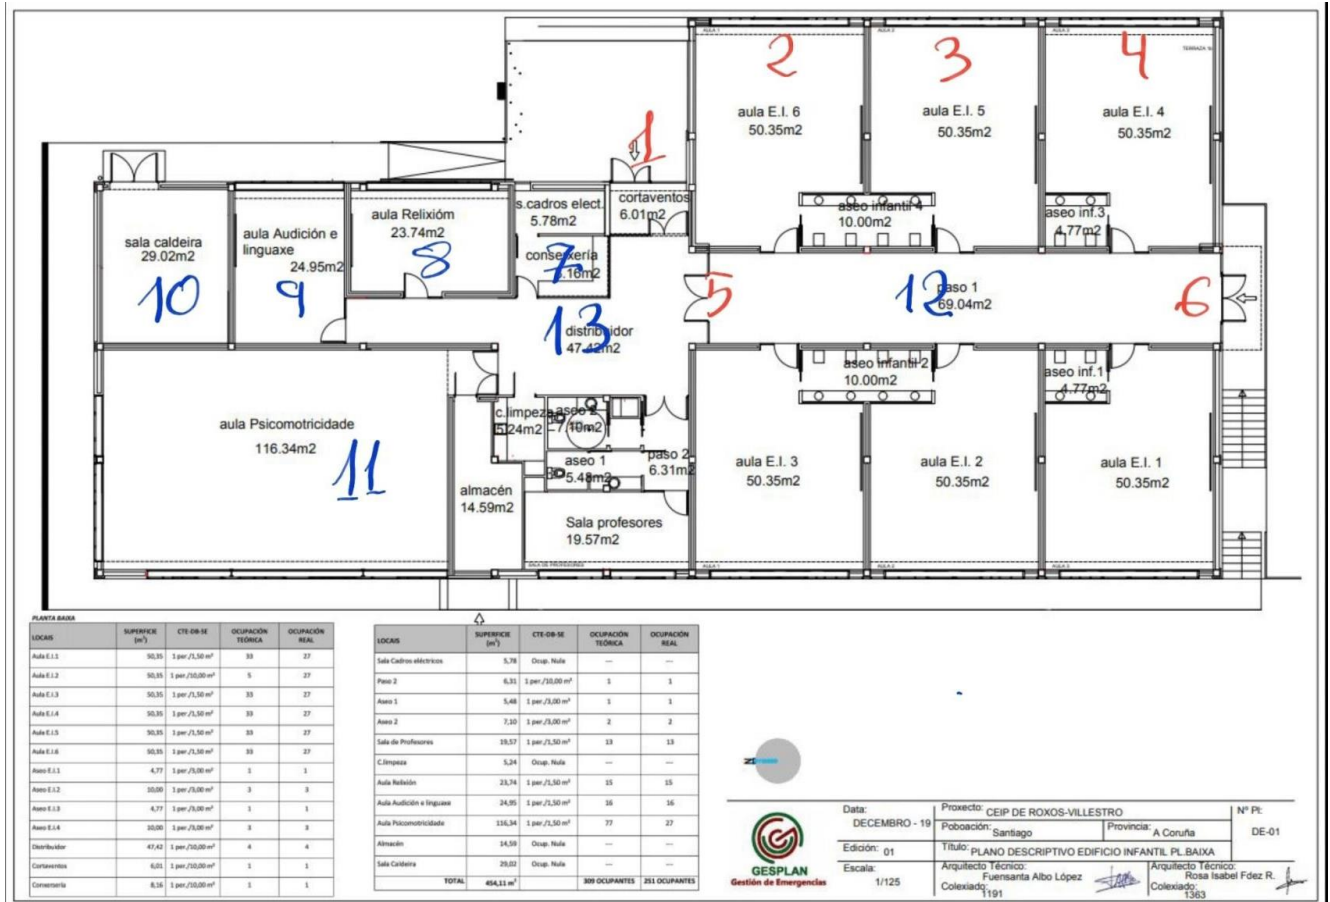 AULA 1
AULA 2
AULA 3
2
3
4
TERRAZA
aula E.I. 6
50.35m2
aula E.I. 5
50.35m2
aula E.I. 4
50.35m2
1
sala caldeira
29.02m2
10
aula Audición e
linguaxe
24.95m2
9
aula Relixióm
23.74m2
8
s.cadros elect.
5.78m2
cortaventos
6.01m2
conserxería
.16m2
7
aseo infantil 4
10.00m2
aseo inf.3
4.77m2
5
12
paso 1
69.04m2
6
13
distribuidor
47.42m2
aseo infantil 2
10.00m2
aseo inf.1
4.77m2
aula Psicomotricidade
116.34m2
11
c.limpeza
5.24m2
aseo 2
7.10m2
aseo 1
5.48m2
paso 2
6.31m2
almacén
14.59m2
Sala profesores
19.57m2
aula E.I. 3
50.35m2
aula E.I. 2
50.35m2
aula E.I. 1
50.35m2
SALA DE PROFESORES
AULA 1
AULA 2
AULA 3
PLANTA BAIXA
LOCAIS SUPERFICIE (m²) CTE-DB-SE OCUPACIÓN TEÓRICA OCUPACIÓN REAL
Aula E.I.1 50,35 1 per./1,50 m² 33 27
Aula E.I.2 50,35 1 per./10,00 m² 5 27
Aula E.I.3 50,35 1 per./1,50 m² 33 27
Aula E.I.4 50,35 1 per./1,50 m² 33 27
Aula E.I.5 50,35 1 per./1,50 m² 33 27
Aula E.I.6 50,35 1 per./1,50 m² 33 27
Aseo E.I.1 4,77 1 per./3,00 m² 1 1
Aseo E.I.2 10,00 1 per./3,00 m² 3 3
Aseo E.I.3 4,77 1 per./3,00 m² 1 1
Aseo E.I.4 10,00 1 per./3,00 m² 3 3
Distribuidor 47,42 1 per./10,00 m² 4 4
Cortaventos 6,01 1 per./10,00 m² 1 1
Conserxería 8,16 1 per./10,00 m² 1 1
LOCAIS SUPERFICIE (m²) CTE-DB-SE OCUPACIÓN TEÓRICA OCUPACIÓN REAL
Sala Cadros eléctricos 5,78 Ocup. Nula --- ---
Paso 2 6,31 1 per./10,00 m² 1 1
Aseo 1 5,48 1 per./3,00 m² 1 1
Aseo 2 7,10 1 per./3,00 m² 2 2
Sala de Profesores 19,57 1 per./1,50 m² 13 13
C.limpeza 5,24 Ocup. Nula --- ---
Aula Relixión 23,74 1 per./1,50 m² 15 15
Aula Audición e linguaxe 24,95 1 per./1,50 m² 16 16
Aula Psicomotricidade 116,34 1 per./1,50 m² 77 27
Almacén 14,59 Ocup. Nula --- ---
Sala Caldeira 29,02 Ocup. Nula --- ---
TOTAL 454,11 m² 309 OCUPANTES 251 OCUPANTES
GESPLAN
Gestión de Emergencias
Data:
DECEMBRO - 19
Edición: 01
Escala:
1/125
Proxecto: CEIP DE ROXOS-VILLESTRO
Poboación: Santiago
Provincia: A Coruña
Título: PLANO DESCRIPTIVO EDIFICIO INFANTIL PL.BAIXA
Arquitecto Técnico:
Fuensanta Albo López
Colexiado:
1191
Arquitecto Técnico:
Rosa Isabel Fdez R.
Colexiado:
1363
Nº Pl:
DE-01